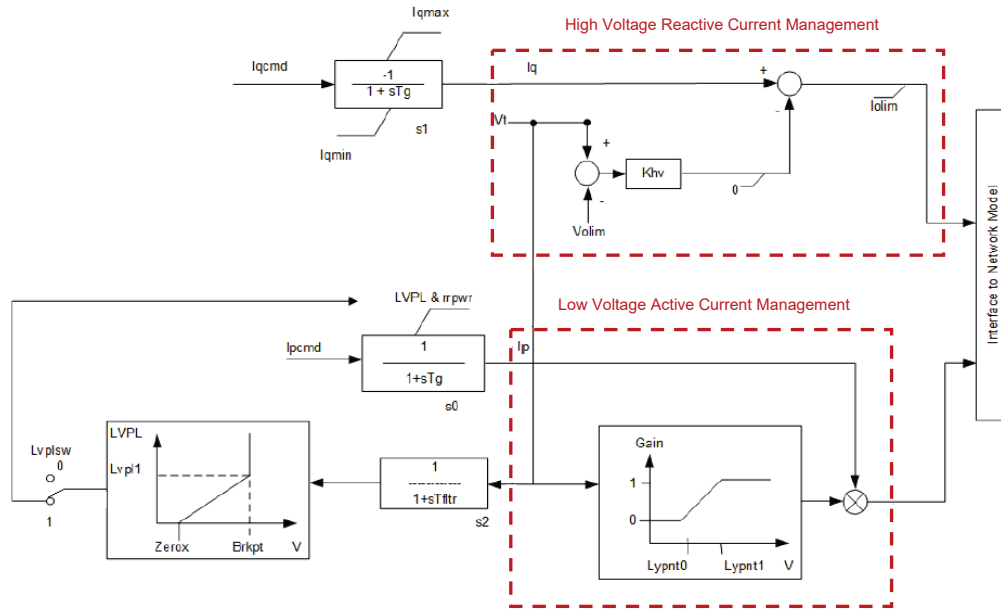 High Voltage Reactive Current Management
Iqmax
Iqcmd
-1
1 + sTg
Iq
+
-
Iolim
s1
Iqmin
Vt
+
Khv
0
-
Volim
Interface to Network Model
LVPL & rrpwr
Low Voltage Active Current Management
Ipcmd
1
1+sTg
Ip
s0
Lvplsw
0
1
LVPL
Lvpl1
Zerox
Brkpt
V
1
1+sTfltr
s2
Gain
1
0
Lypnt0
Lypnt1
V